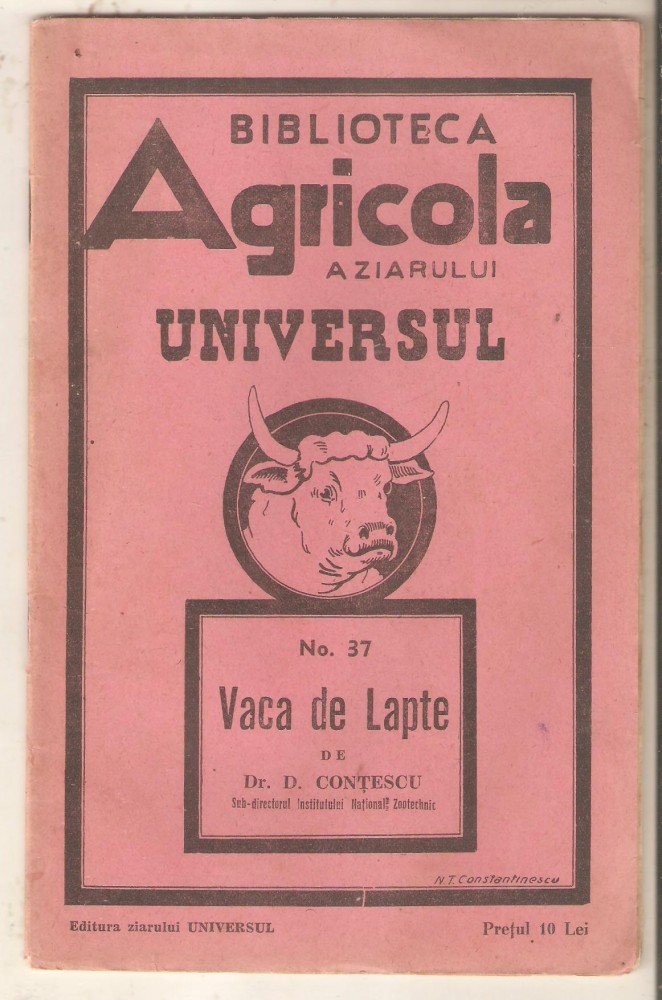 BIBLIOTECA
Agricola
A ZIARULUI
UNIVERSUL
No. 37
Vaca de Lapte
DE
Dr. D. CONȚESCU
Sub-directorul Institutului Național Zootechnic
N.T. Constantinescu
Editura ziarului UNIVERSUL
Prețul 10 Lei